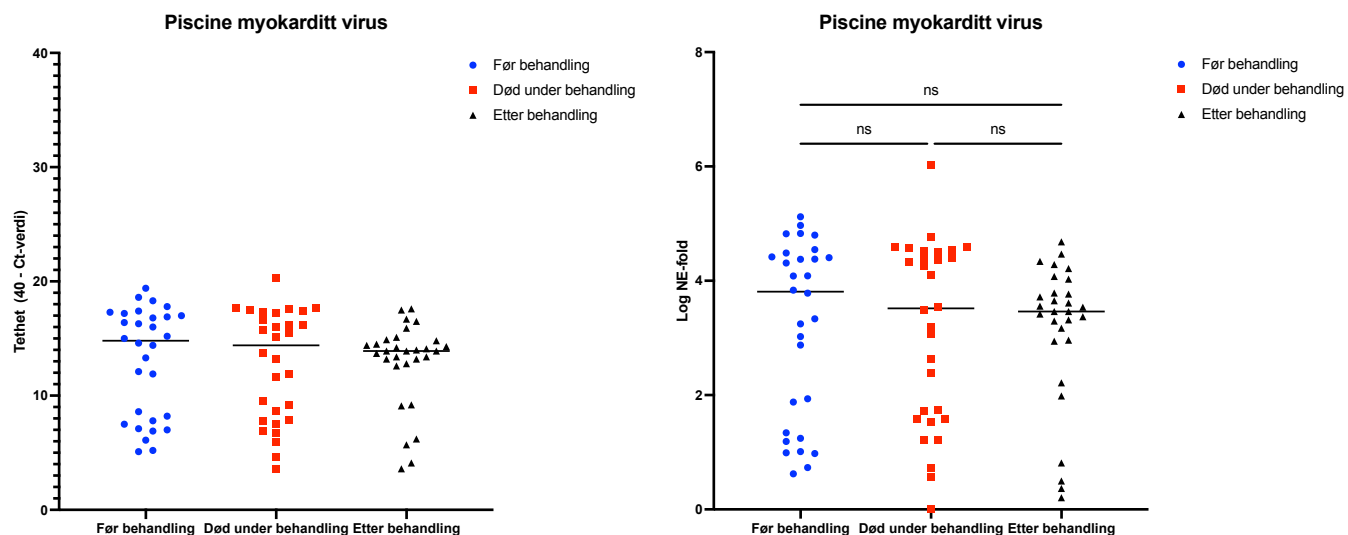 Piscine myokarditt virus
Tethet (40 - Ct-verdi)
40
30
20
10
0
Før behandling
Død under behandling
Etter behandling
Før behandling Død under behandling Etter behandling
Piscine myokarditt virus
Log NE-fold
8
6
4
2
0
ns
ns ns
Før behandling
Død under behandling
Etter behandling
Før behandling Død under behandling Etter behandling